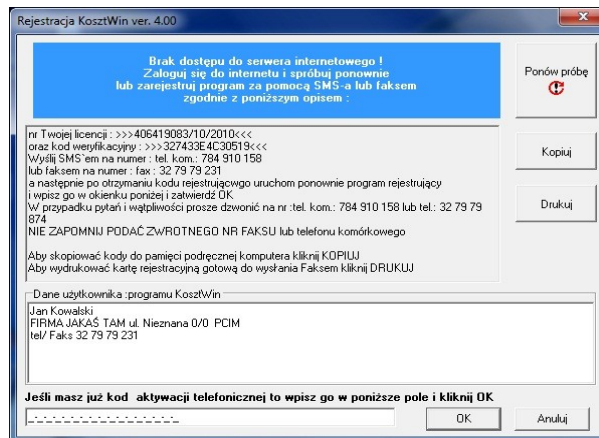 Rejestracja KosztWin ver. 4.00
Brak dostępu do serwera internetowego !
Zaloguj się do internetu i spróbuj ponownie
lub zarejestruj program za pomocą SMS-a lub faksem
zgodnie z poniższym opisem :
Ponów próbę
nr Twojej licencji : >>>406419083/10/2010<<<
oraz kod weryfikacyjny : >>>327433E4C30519<<<
Wyślij SMS`em na numer : tel. kom.: 784 910 158
lub faksem na numer : fax : 32 79 79 231
a następnie po otrzymaniu kodu rejestrującwgo uruchom ponownie program rejestrujący
i wpisz go w okienku poniżej i zatwierdź OK
W przypadku pytań i wątpliwości prosze dzwonić na nr :tel. kom.: 784 910 158 lub tel.: 32 79 79
874
NIE ZAPOMNIJ PODAĆ ZWROTNEGO NR FAKSU lub telefonu komórkowego
Aby skopiować kody do pamięci podręcznej komputera kliknij KOPIUJ
Aby wydrukować kartę rejestracyjną gotową do wysłania Faksem kliknij DRUKUJ
Kopiuj
Drukuj
Dane użytkownika :programu KosztWin
Jan Kowalski
FIRMA JAKAŚ TAM ul. Nieznana 0/0 PCIM
tel/ Faks 32 79 79 231
Jeśli masz już kod aktywacji telefonicznej to wpisz go w poniższe pole i kliknij OK
_-_-_-_-_-_-_-_-_-_-_-_-_-_-_-_
OK
Anuluj